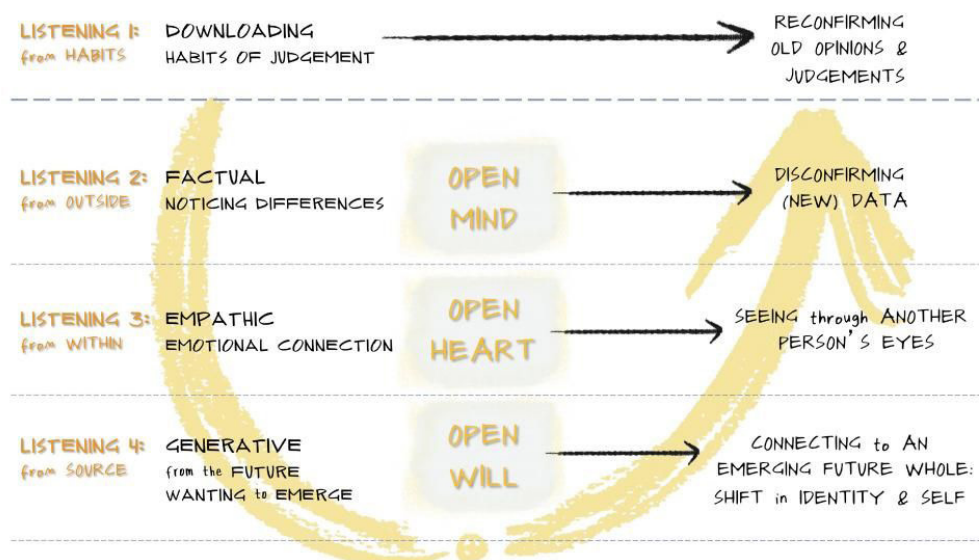 LISTENING 1: DOWNLOADING RECONFIRMING
from HABITS HABITS OF JUDGEMENT OLD OPINIONS &
JUDGEMENTS
LISTENING 2: FACTUAL OPEN DISCONFIRMING
from OUTSIDE NOTICING DIFFERENCES MIND (NEW) DATA
LISTENING 3: EMPATHIC OPEN SEEING through ANOTHER
from WITHIN EMOTIONAL CONNECTION HEART PERSON'S EYES
LISTENING 4: GENERATIVE OPEN CONNECTING to AN
from SOURCE from the FUTURE WILL EMERGING FUTURE WHOLE:
WANTING to EMERGE SHIFT in IDENTITY & SELF